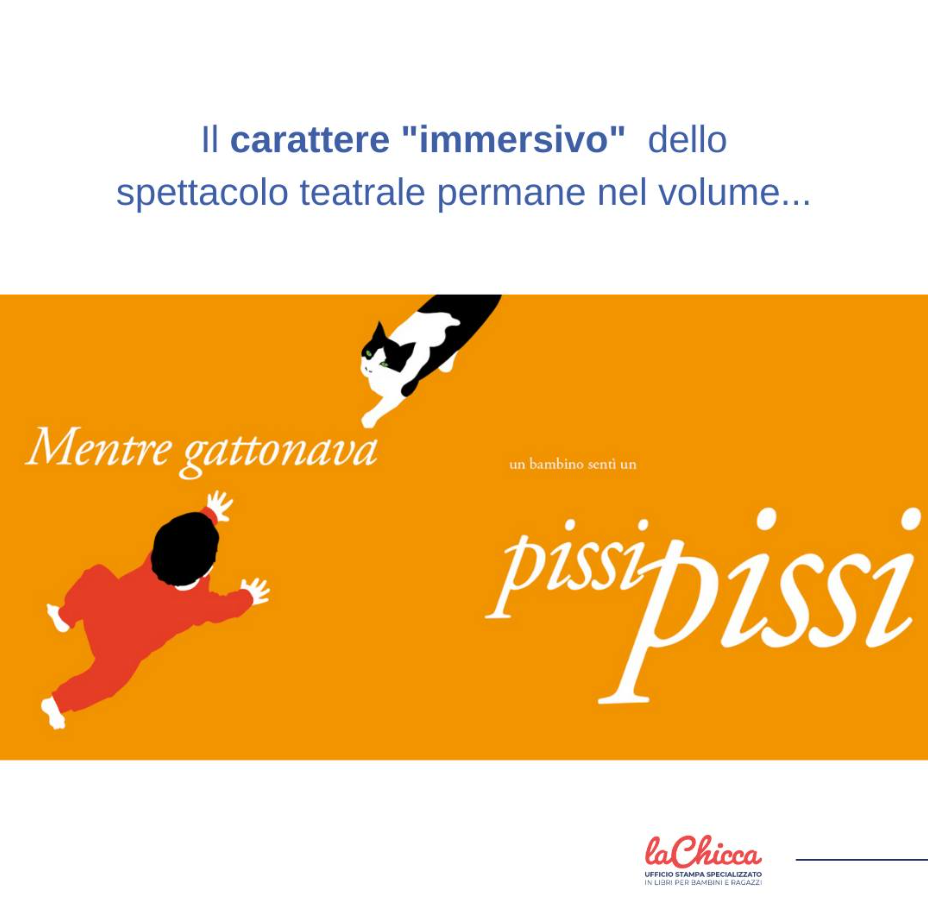 Il carattere "immersivo" dello
spettacolo teatrale permane nel volume...
Mentre gattonava
un bambino sentì un
pissi pissi
laChicca
UFFICIO STAMPA SPECIALIZZATO
IN LIBRI PER BAMBINI E RAGAZZI